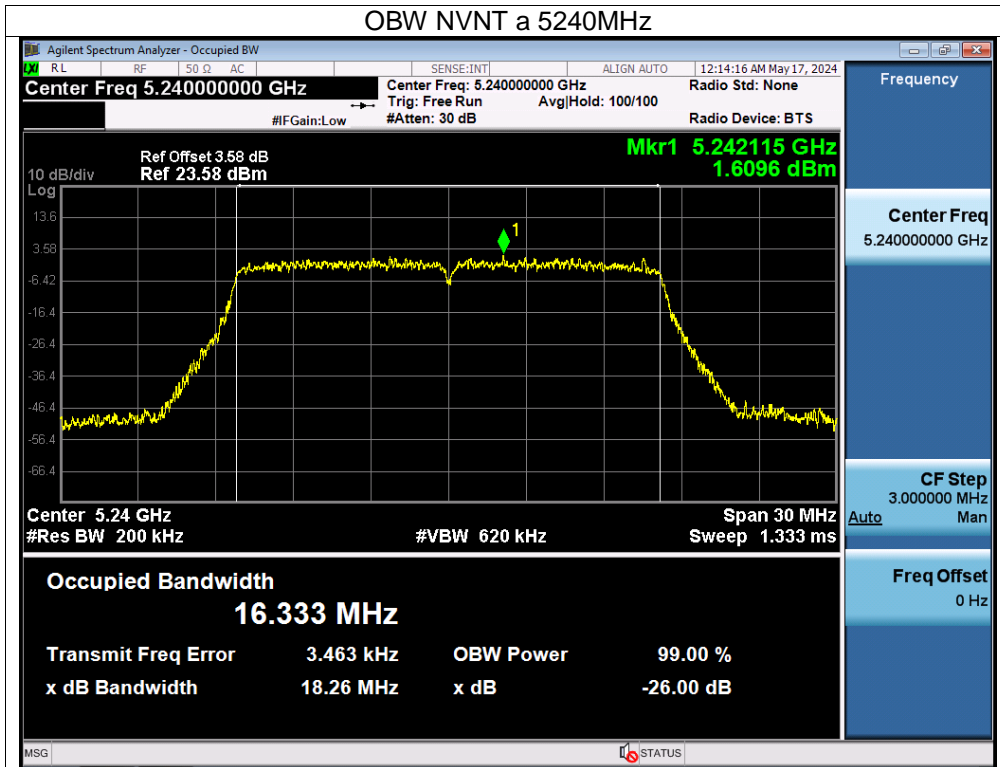 OBW NVNT a 5240MHz
Agilent Spectrum Analyzer - Occupied BW
LXI RL RF 50 Ω AC SENSE:INT ALIGN AUTO 12:14:16 AM May 17, 2024
Center Freq 5.240000000 GHz
Center Freq: 5.240000000 GHz Radio Std: None
Trig: Free Run Avg|Hold: 100/100
#IFGain:Low #Atten: 30 dB Radio Device: BTS
Frequency
Mkr1 5.242115 GHz
1.6096 dBm
Ref Offset 3.58 dB
10 dB/div Ref 23.58 dBm
Log
13.6
3.58
-6.42
-16.4
-26.4
-36.4
-46.4
-56.4
-66.4
1
Center 5.24 GHz Span 30 MHz
#Res BW 200 kHz #VBW 620 kHz Sweep 1.333 ms
Center Freq
5.240000000 GHz
CF Step
3.000000 MHz
Auto Man
Freq Offset
0 Hz
Occupied Bandwidth
16.333 MHz
Transmit Freq Error 3.463 kHz OBW Power 99.00 %
x dB Bandwidth 18.26 MHz x dB -26.00 dB
MSG STATUS